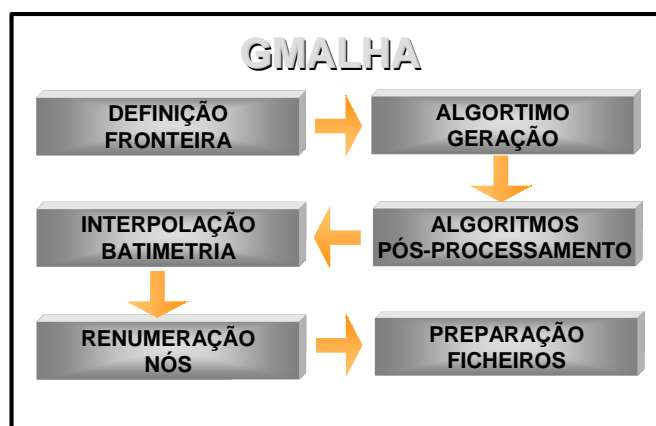 GMALHA
DEFINIÇÃO
FRONTEIRA
ALGORTIMO
GERAÇÃO
ALGORITMOS
PÓS-PROCESSAMENTO
INTERPOLAÇÃO
BATIMETRIA
RENUMERAÇÃO
NÓS
PREPARAÇÃO
FICHEIROS